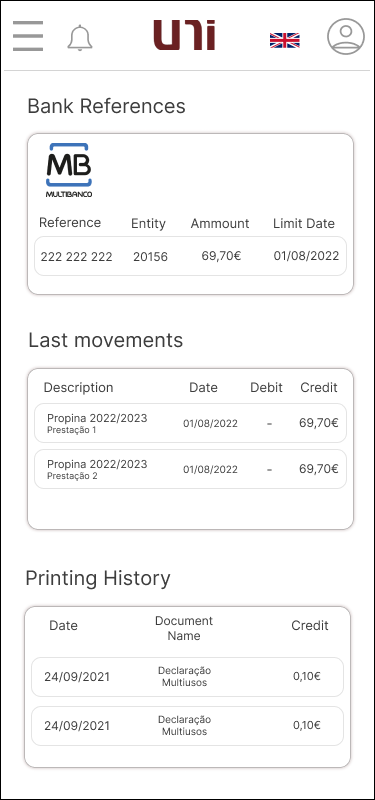 uni
Bank References
MB
MULTIBANCO
Reference Entity Ammount Limit Date
222 222 222 20156 69,70€ 01/08/2022
Last movements
Description Date Debit Credit
Propina 2022/2023 01/08/2022 - 69,70€
Prestação 1
Propina 2022/2023 01/08/2022 - 69,70€
Prestação 2
Printing History
Date Document Credit
Name
24/09/2021 Declaração 0,10€
Multiusos
24/09/2021 Declaração 0,10€
Multiusos